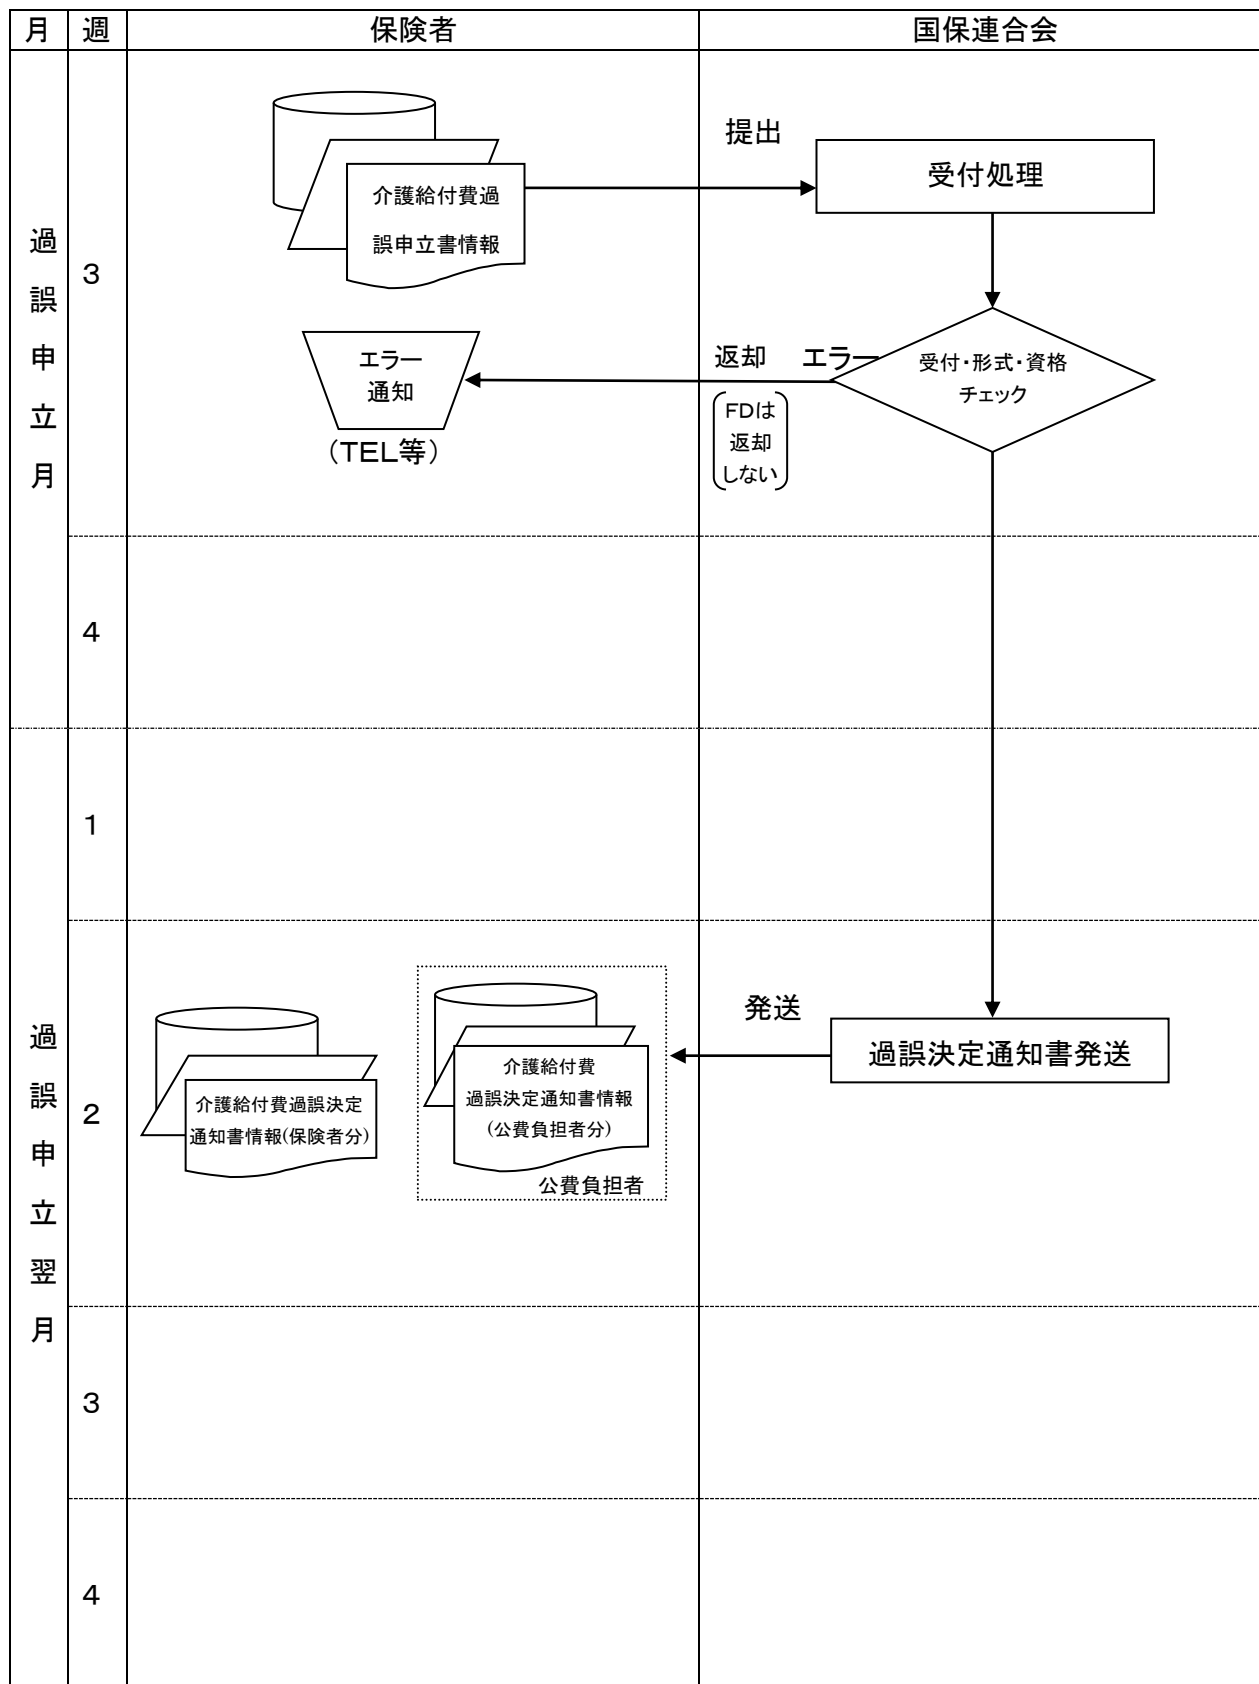 月 週 保険者 国保連合会
過誤申立月
3
介護給付費過
誤申立書情報
提出
受付処理
エラー
通知
(TEL等)
返却 エラー
FDは
返却
しない
受付・形式・資格
チェック
4
過誤申立翌月
1
2
介護給付費過誤決定
通知書情報(保険者分)
介護給付費
過誤決定通知書情報
(公費負担者分)
公費負担者
発送
過誤決定通知書発送
3
4